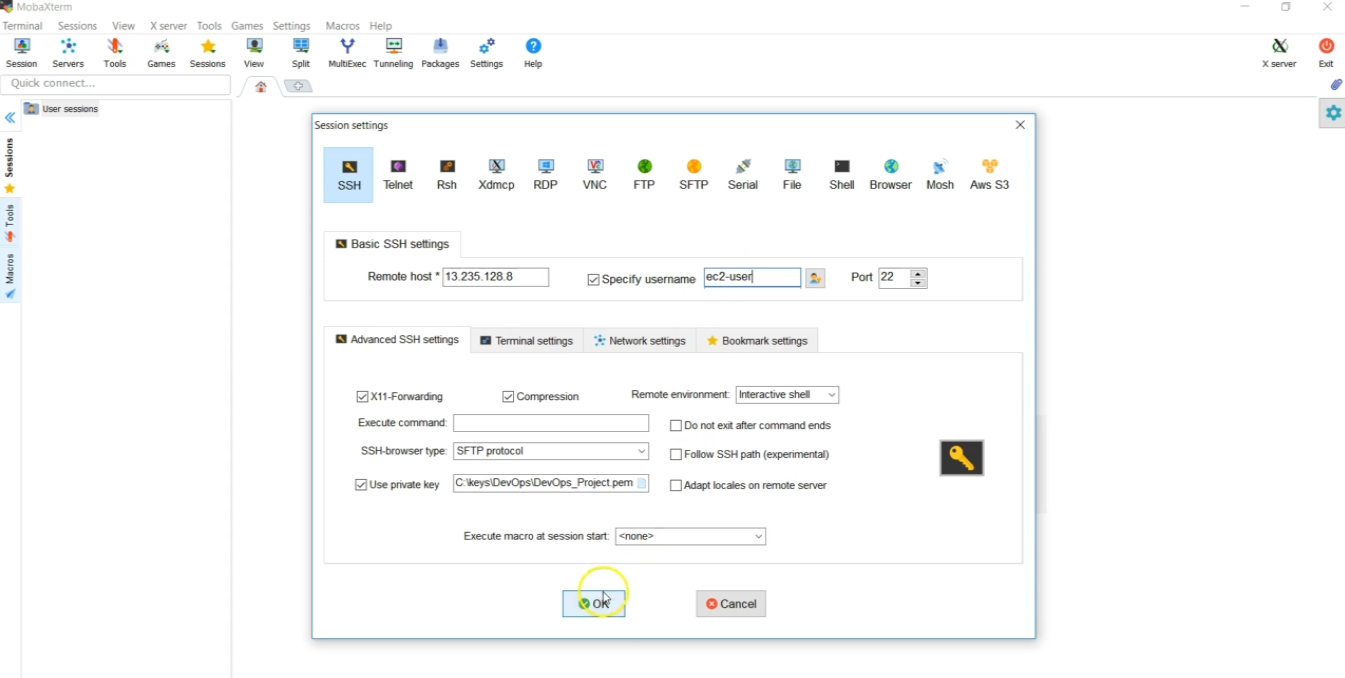 MobaXterm
Terminal Sessions View X server Tools Games Settings Macros Help
Session Servers Tools Games Sessions View Split MultiExec Tunneling Packages Settings Help X server Exit
Quick connect...
User sessions
Sessions
Tools
Macros
Session settings
SSH Telnet Rsh Xdmcp RDP VNC FTP SFTP Serial File Shell Browser Mosh Aws S3
Basic SSH settings
Remote host * 13.235.128.8 Specify username ec2-user Port 22
Advanced SSH settings Terminal settings Network settings Bookmark settings
X11-Forwarding Compression Remote environment: Interactive shell
Execute command: Do not exit after command ends
SSH-browser type: SFTP protocol Follow SSH path (experimental)
Use private key C:\keys\DevOps\DevOps_Project.pem Adapt locales on remote server
Execute macro at session start: <none>
OK Cancel